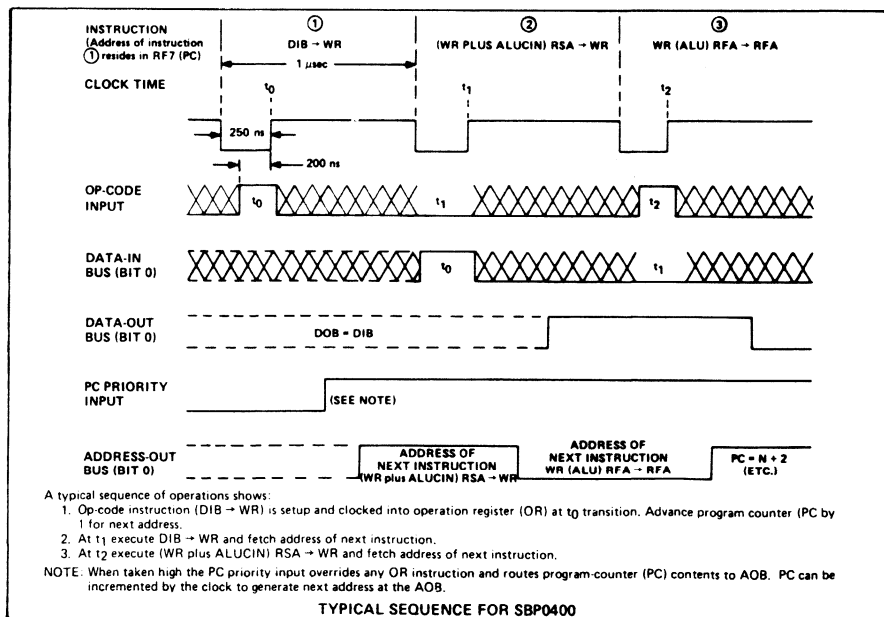 INSTRUCTION
(Address of instruction
① resides in RF7 (PC)
①
DIB → WR
②
(WR PLUS ALUCIN) RSA → WR
③
WR (ALU) RFA → RFA
1 μsec
CLOCK TIME
t0
t1
t2
250 ns
200 ns
OP-CODE
INPUT
t0
t1
t2
DATA-IN
BUS (BIT 0)
t0
t1
DATA-OUT
BUS (BIT 0)
DOB = DIB
PC PRIORITY
INPUT
(SEE NOTE)
ADDRESS-OUT
BUS (BIT 0)
ADDRESS OF
NEXT INSTRUCTION
(WR plus ALUCIN) RSA → WR
ADDRESS OF
NEXT INSTRUCTION
WR (ALU) RFA → RFA
PC = N + 2
(ETC.)
A typical sequence of operations shows:
1. Op-code instruction (DIB → WR) is setup and clocked into operation register (OR) at t0 transition. Advance program counter (PC by
1 for next address.
2. At t1 execute DIB → WR and fetch address of next instruction.
3. At t2 execute (WR plus ALUCIN) RSA → WR and fetch address of next instruction.
NOTE: When taken high the PC priority input overrides any OR instruction and routes program-counter (PC) contents to AOB. PC can be
incremented by the clock to generate next address at the AOB.
TYPICAL SEQUENCE FOR SBP0400